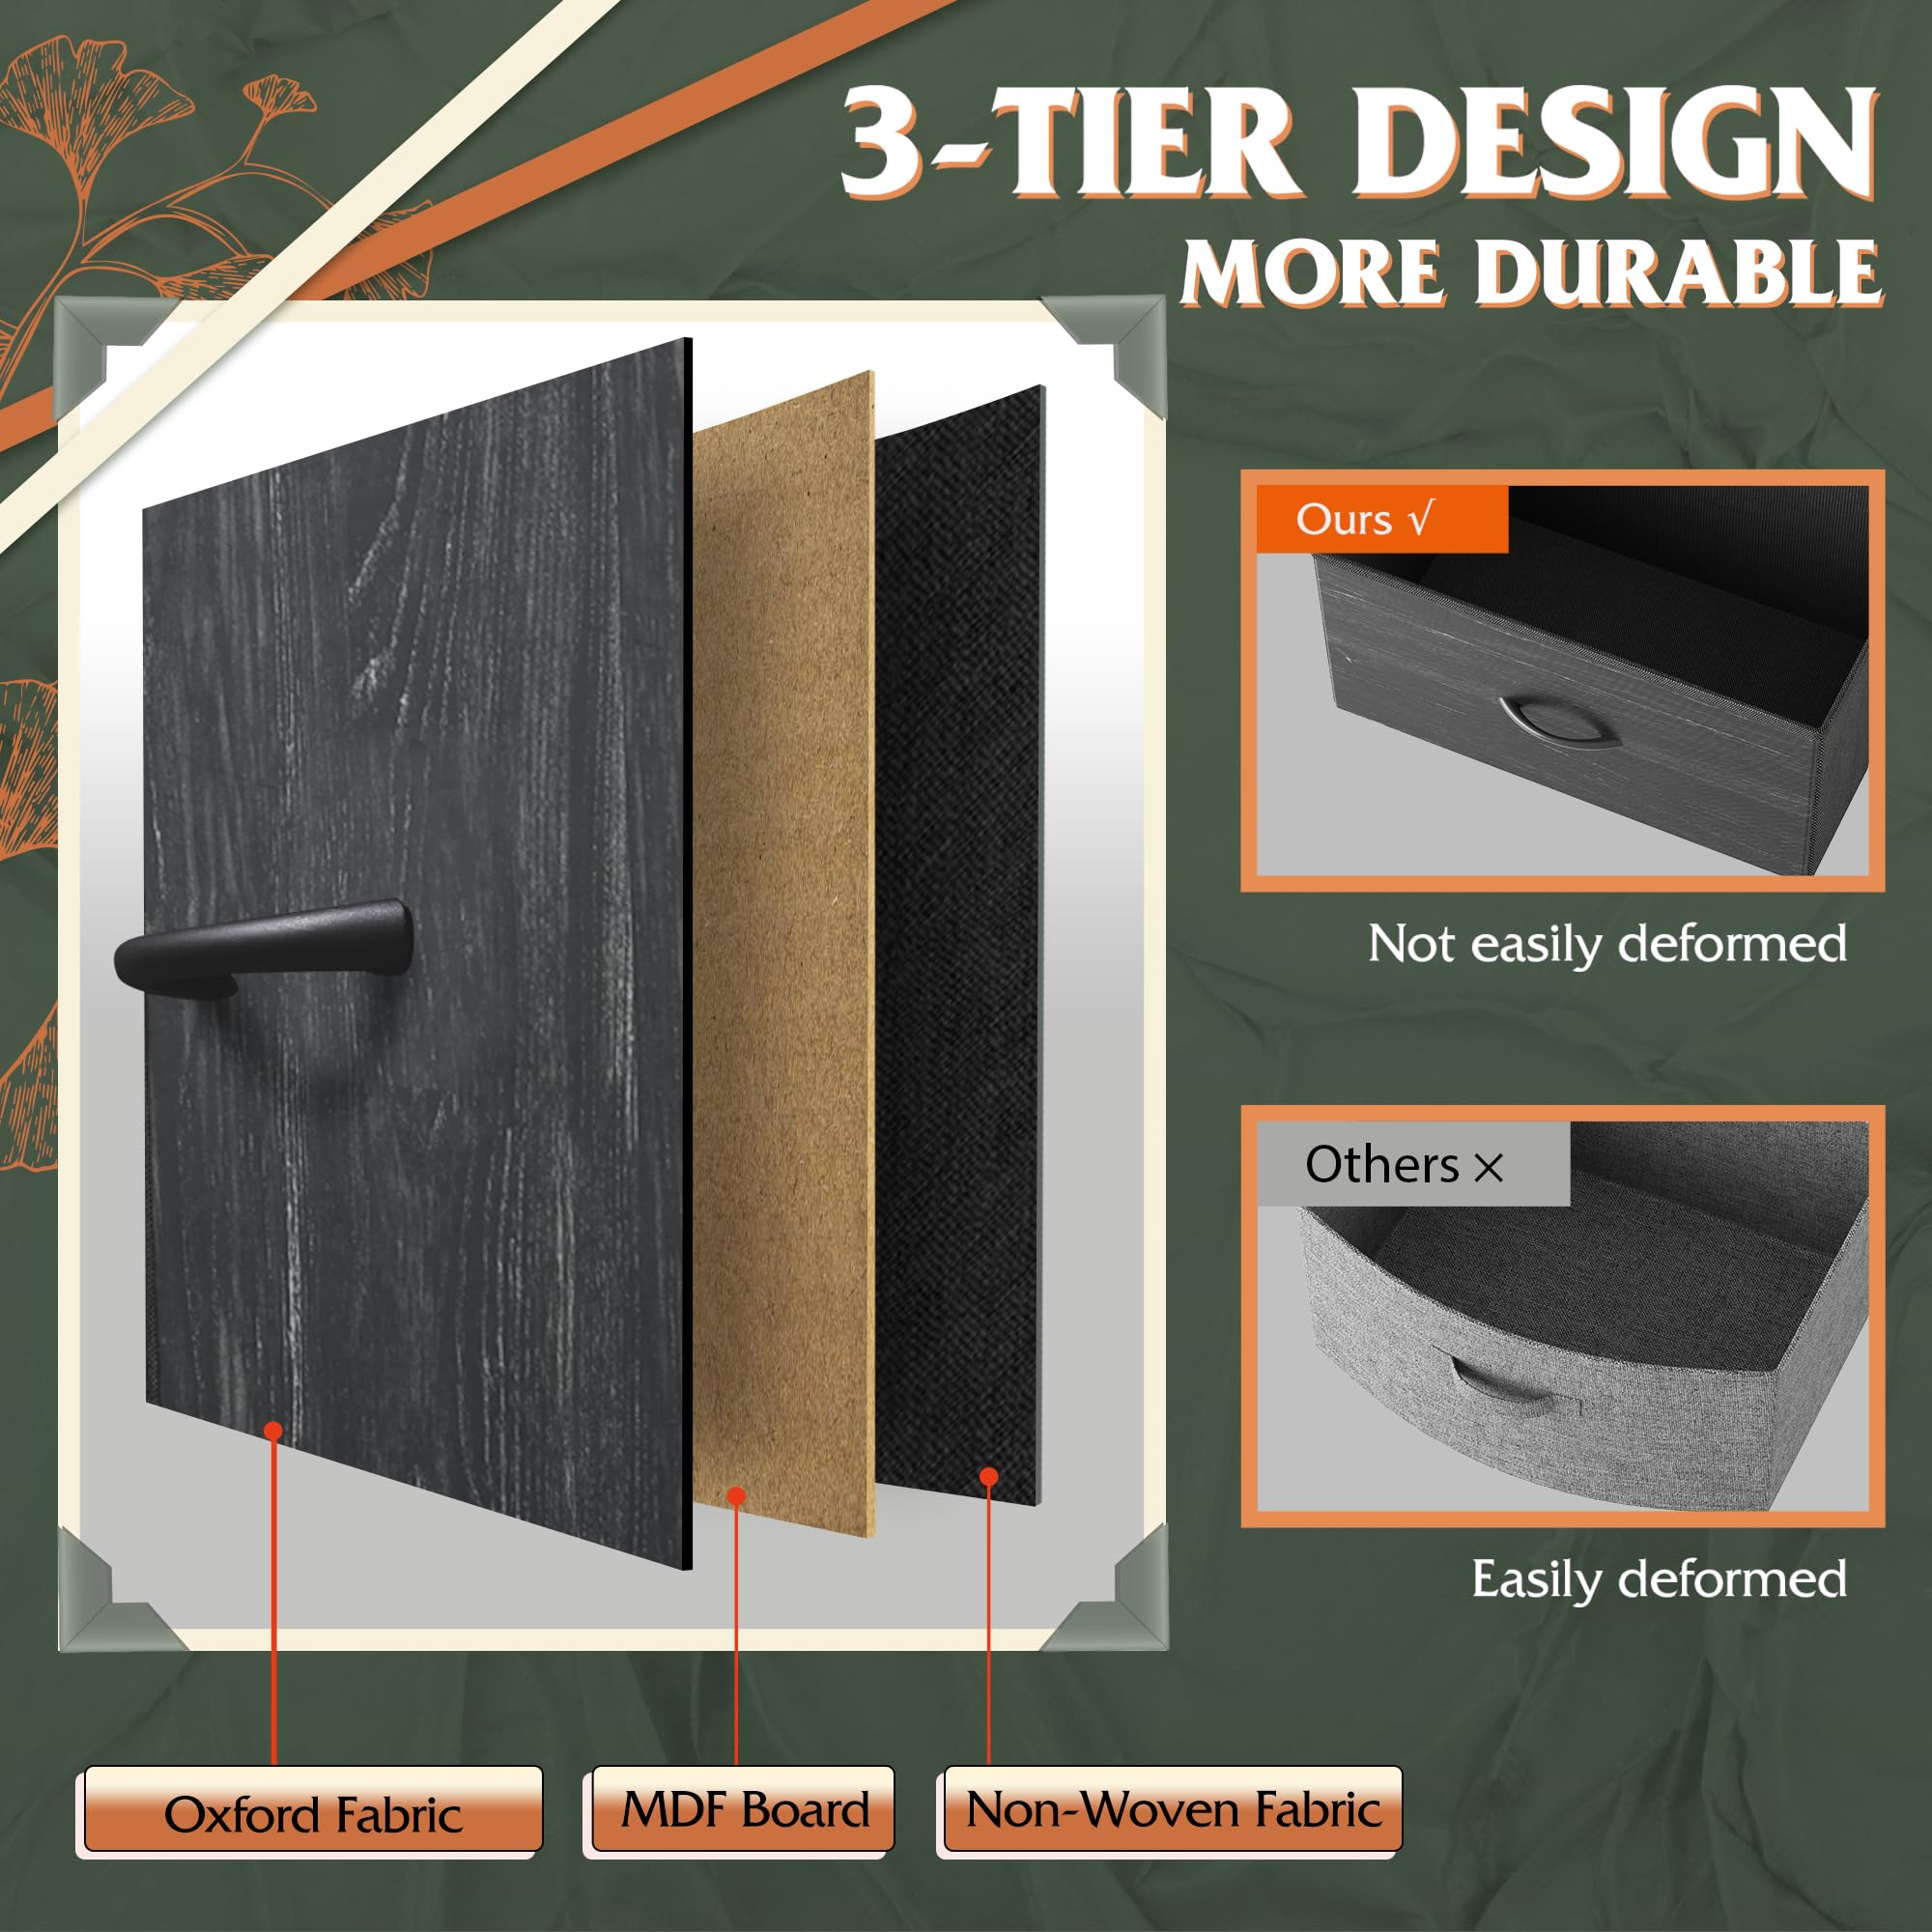 3-TIER DESIGN
MORE DURABLE
Ours √
Not easily deformed
Others ×
Easily deformed
Oxford Fabric
MDF Board
Non-Woven Fabric